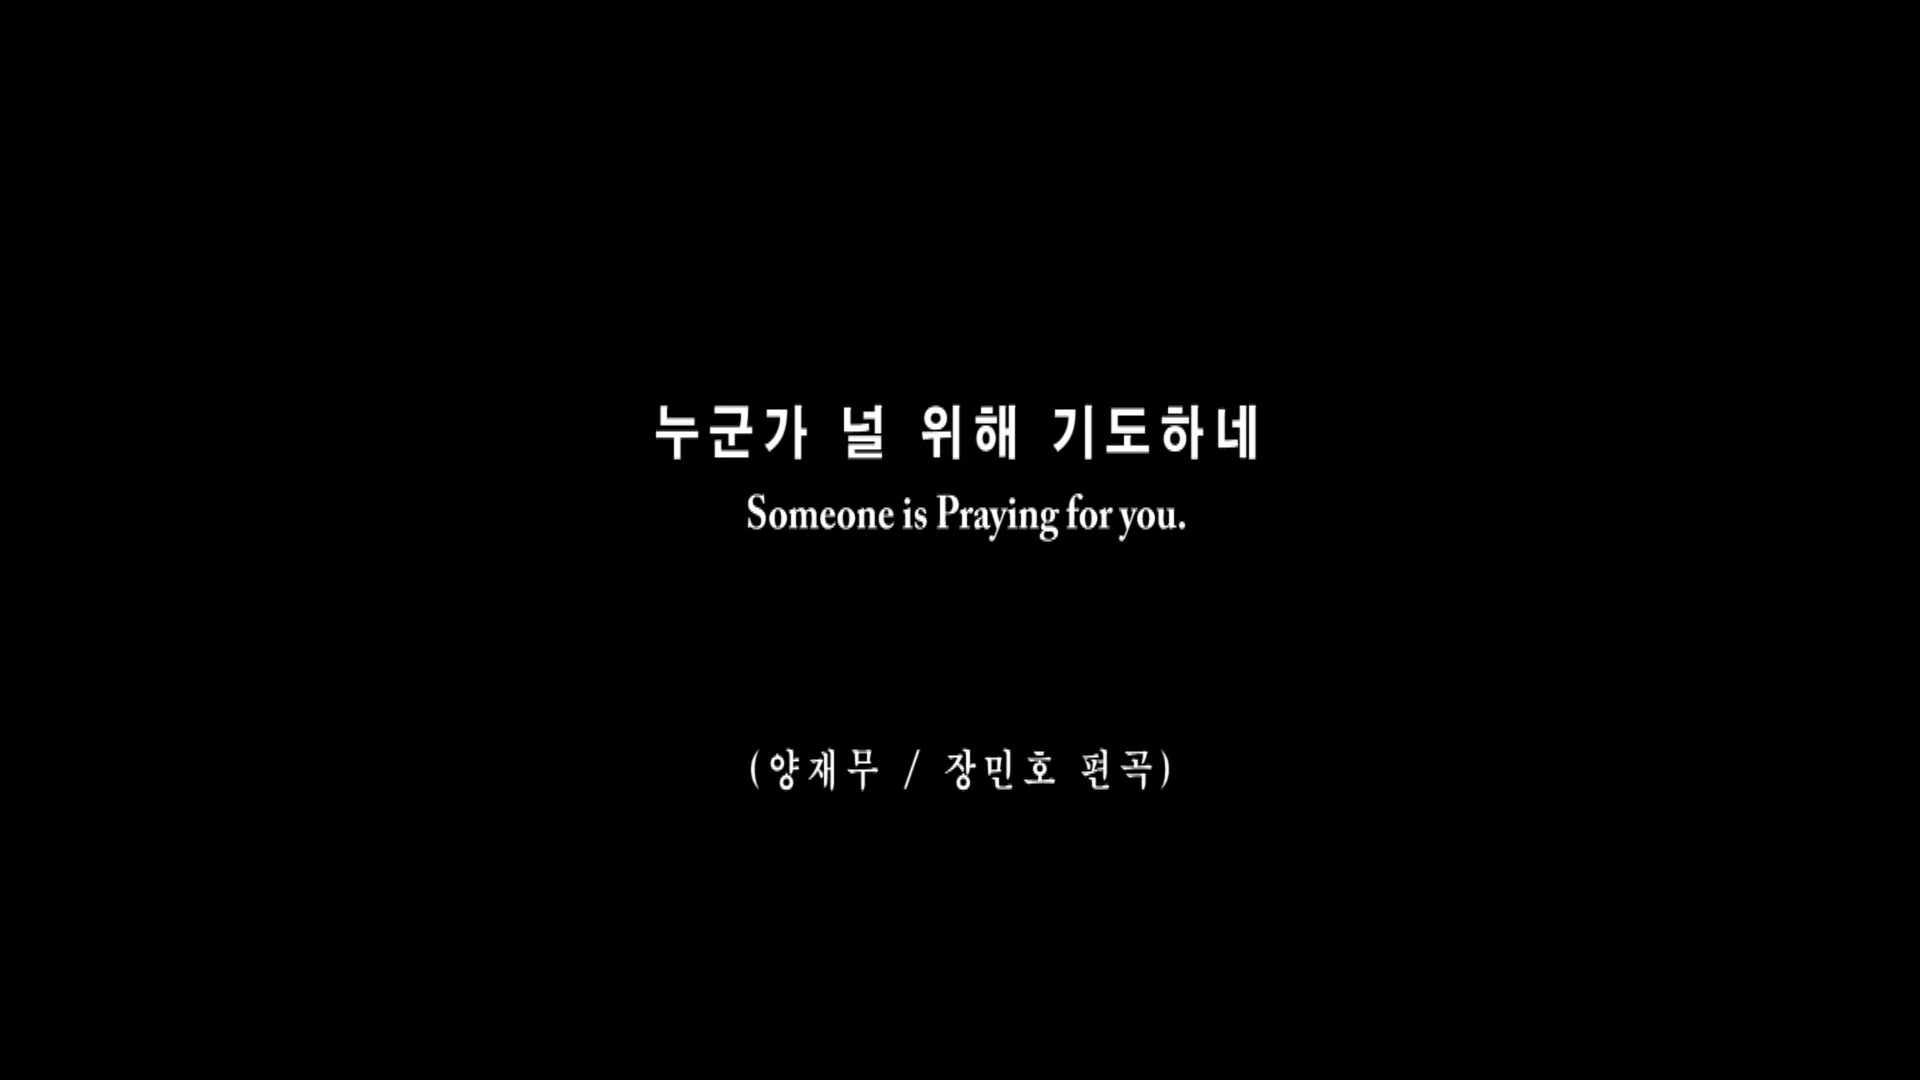 누군가 널 위해 기도하네
Someone is Praying for you.
(양재무 / 장민호 편곡)